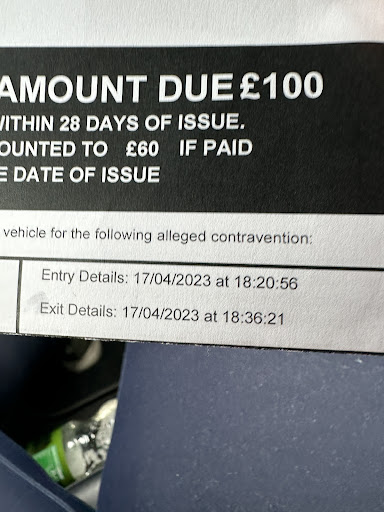 AMOUNT DUE £100
WITHIN 28 DAYS OF ISSUE.
OUNTED TO £60 IF PAID
E DATE OF ISSUE
vehicle for the following alleged contravention:
Entry Details: 17/04/2023 at 18:20:56
Exit Details: 17/04/2023 at 18:36:21